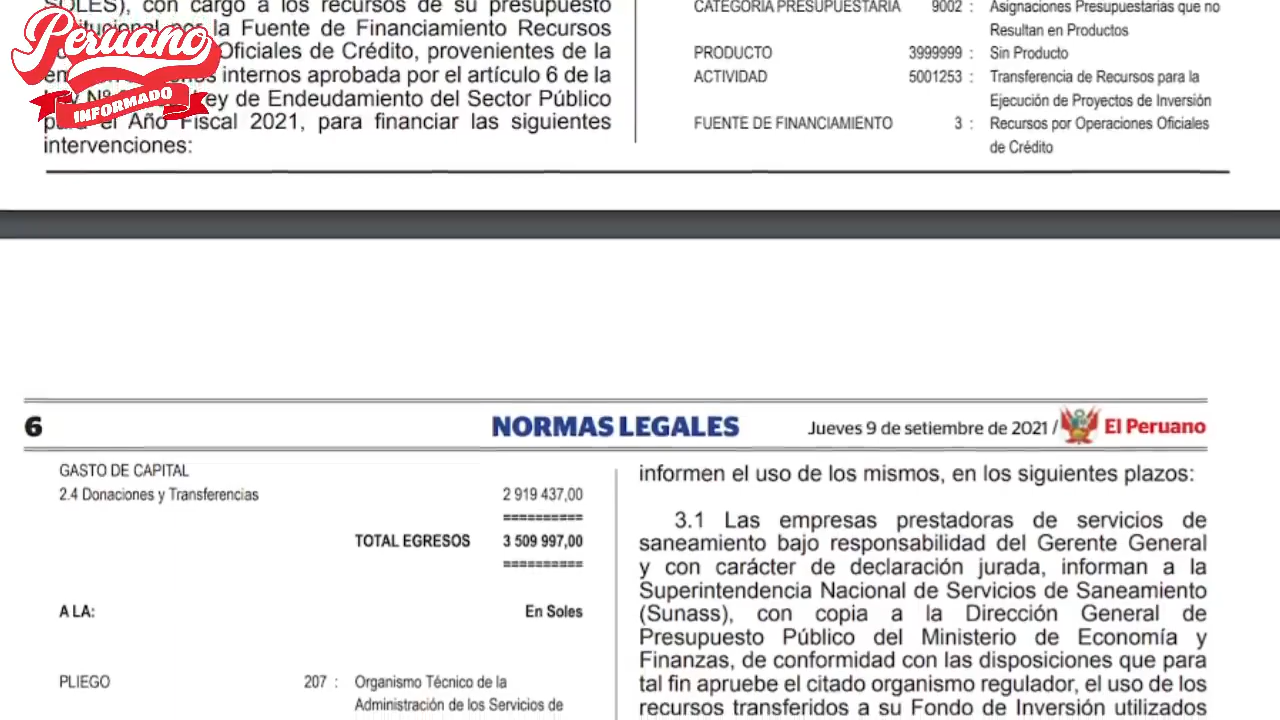 Peruano
INFORMADO
SOLES), con cargo a los recursos de su presupuesto
la Fuente de Financiamiento Recursos
Oficiales de Crédito, provenientes de la
internos aprobada por el artículo 6 de la
Ley de Endeudamiento del Sector Público
para el Año Fiscal 2021, para financiar las siguientes
intervenciones:
CATEGORIA PRESUPUESTARIA 9002 : Asignaciones Presupuestarias que no
Resultan en Productos
PRODUCTO 3999999 : Sin Producto
ACTIVIDAD 5001253 : Transferencia de Recursos para la
Ejecución de Proyectos de Inversión
FUENTE DE FINANCIAMIENTO 3 : Recursos por Operaciones Oficiales
de Crédito
6 NORMAS LEGALES Jueves 9 de setiembre de 2021 / El Peruano
GASTO DE CAPITAL
2.4 Donaciones y Transferencias 2 919 437,00
==========
TOTAL EGRESOS 3 509 997,00
==========
A LA: En Soles
PLIEGO 207 : Organismo Técnico de la
Administración de los Servicios de
informen el uso de los mismos, en los siguientes plazos:
3.1 Las empresas prestadoras de servicios de
saneamiento bajo responsabilidad del Gerente General
y con carácter de declaración jurada, informan a la
Superintendencia Nacional de Servicios de Saneamiento
(Sunass), con copia a la Dirección General de
Presupuesto Público del Ministerio de Economía y
Finanzas, de conformidad con las disposiciones que para
tal fin apruebe el citado organismo regulador, el uso de los
recursos transferidos a su Fondo de Inversión utilizados